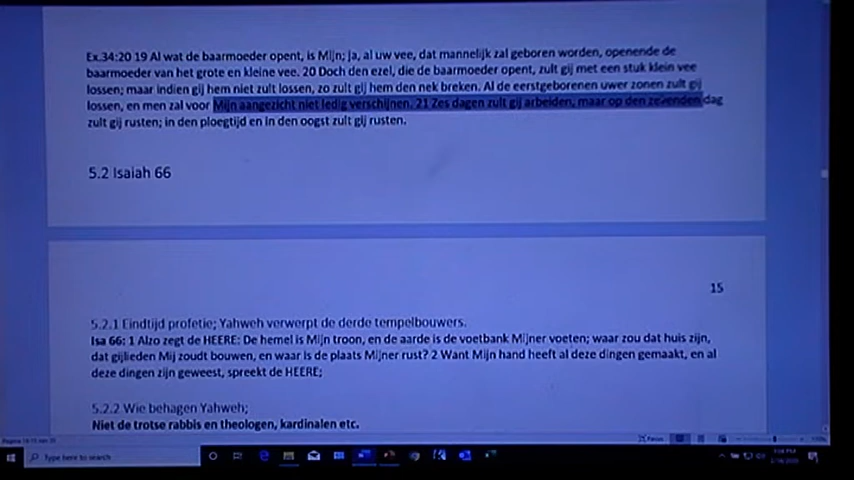 Ex.34:20 19 Al wat de baarmoeder opent, is Mijn; ja, al uw vee, dat mannelijk zal geboren worden, openende de
baarmoeder van het grote en kleine vee. 20 Doch den ezel, die de baarmoeder opent, zult gij met een stuk klein vee
lossen; maar indien gij hem niet zult lossen, zo zult gij hem den nek breken. Al de eerstgeborenen uwer zonen zult gij
lossen, en men zal voor Mijn aangezicht niet ledig verschijnen. 21 Zes dagen zult gij arbeiden, maar op den zevenden dag
zult gij rusten; in den ploegtijd en in den oogst zult gij rusten.
5.2 Isaiah 66
15
5.2.1 Eindtijd profetie; Yahweh verwerpt de derde tempelbouwers.
Isa 66: 1 Alzo zegt de HEERE: De hemel is Mijn troon, en de aarde is de voetbank Mijner voeten; waar zou dat huis zijn,
dat gijlieden Mij zoudt bouwen, en waar is de plaats Mijner rust? 2 Want Mijn hand heeft al deze dingen gemaakt, en al
deze dingen zijn geweest, spreekt de HEERE;
5.2.2 Wie behagen Yahweh;
Niet de trotse rabbis en theologen, kardinalen etc.
Focus
Type here to search